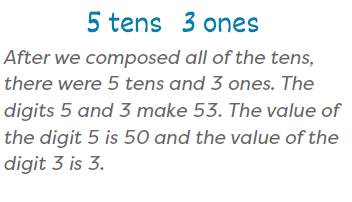 5 tens 3 ones
After we composed all of the tens,
there were 5 tens and 3 ones. The
digits 5 and 3 make 53. The value of
the digit 5 is 50 and the value of the
digit 3 is 3.